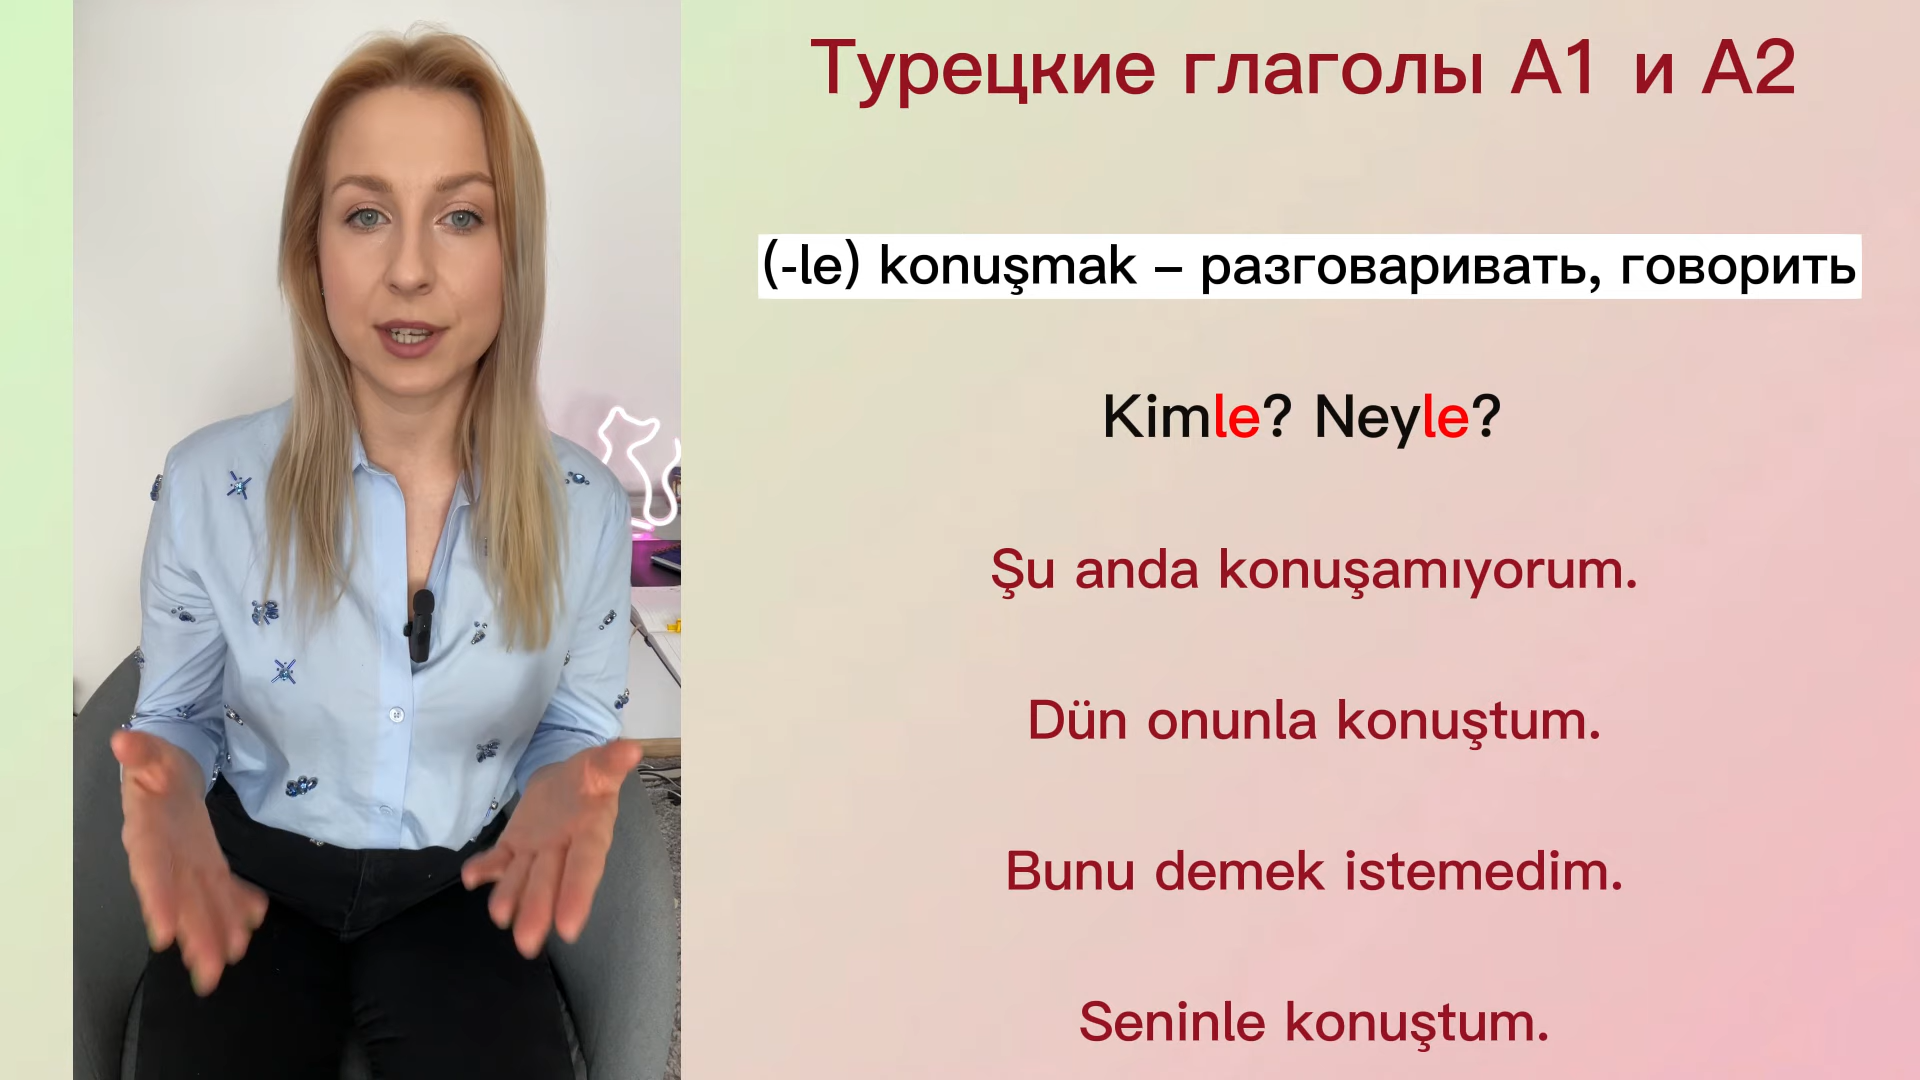 Турецкие глаголы А1 и А2
(-le) konuşmak – разговаривать, говорить
Kimle? Neyle?
Şu anda konuşamıyorum.
Dün onunla konuştum.
Bunu demek istemedim.
Seninle konuştum.